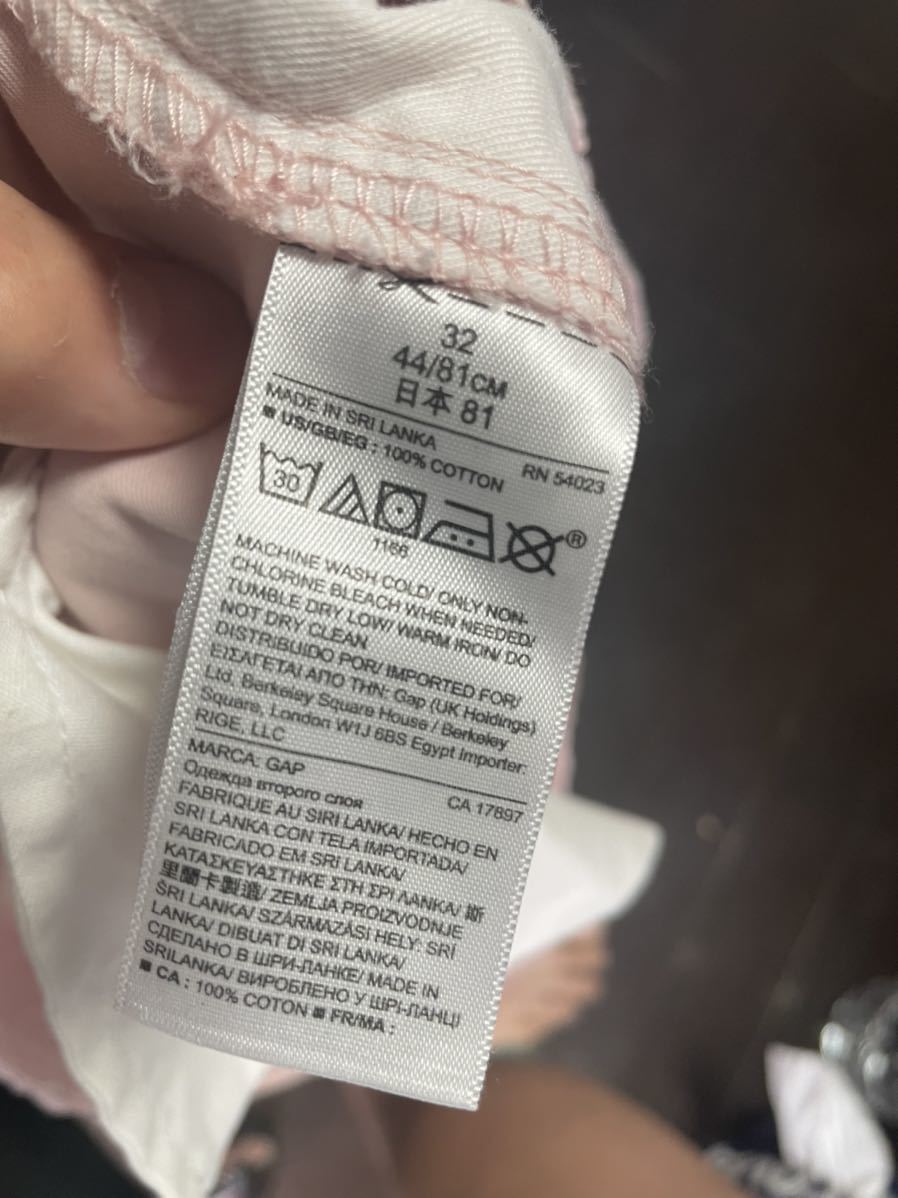 32
44/81CM
日本 81
MADE IN SRI LANKA
RN 54023
■ US/GB/EG : 100% COTTON
30
®
1166
MACHINE WASH COLD/ ONLY NON-
CHLORINE BLEACH WHEN NEEDED/
TUMBLE DRY LOW/ WARM IRON/ DO
NOT DRY CLEAN
DISTRIBUIDO POR/ IMPORTED FOR/
ΕΙΣΑΓΕΤΑΙ ΑΠΟ ΤΗΝ: Gap (UK Holdings)
Ltd. Berkeley Square House / Berkeley
Square, London W1J 6BS Egypt Importer:
RIGE, LLC
MARCA: GAP
CA 17897
Одежда второго слоя
FABRIQUE AU SIRI LANKA/ HECHO EN
SRI LANKA CON TELA IMPORTADA/
FABRICADO EM SRI LANKA/
ΚΑΤΑΣΚΕΥΑΣΤΗΚΕ ΣΤΗ ΣΡΙ ΛΑΝΚΑ/ 斯
里蘭卡製造/ ZEMLJA PROIZVODNJE
ŠRI LANKA/ SZÁRMAZÁSI HELY: SRÍ
LANKA/ DIBUAT DI SRI LANKA/
СДЕЛАНО В ШРИ-ЛАНКЕ/ MADE IN
SRILANKA/ ВИРОБЛЕНО У ШРІ-ЛАНЦІ
■ CA : 100% COTON ■ FR/MA :